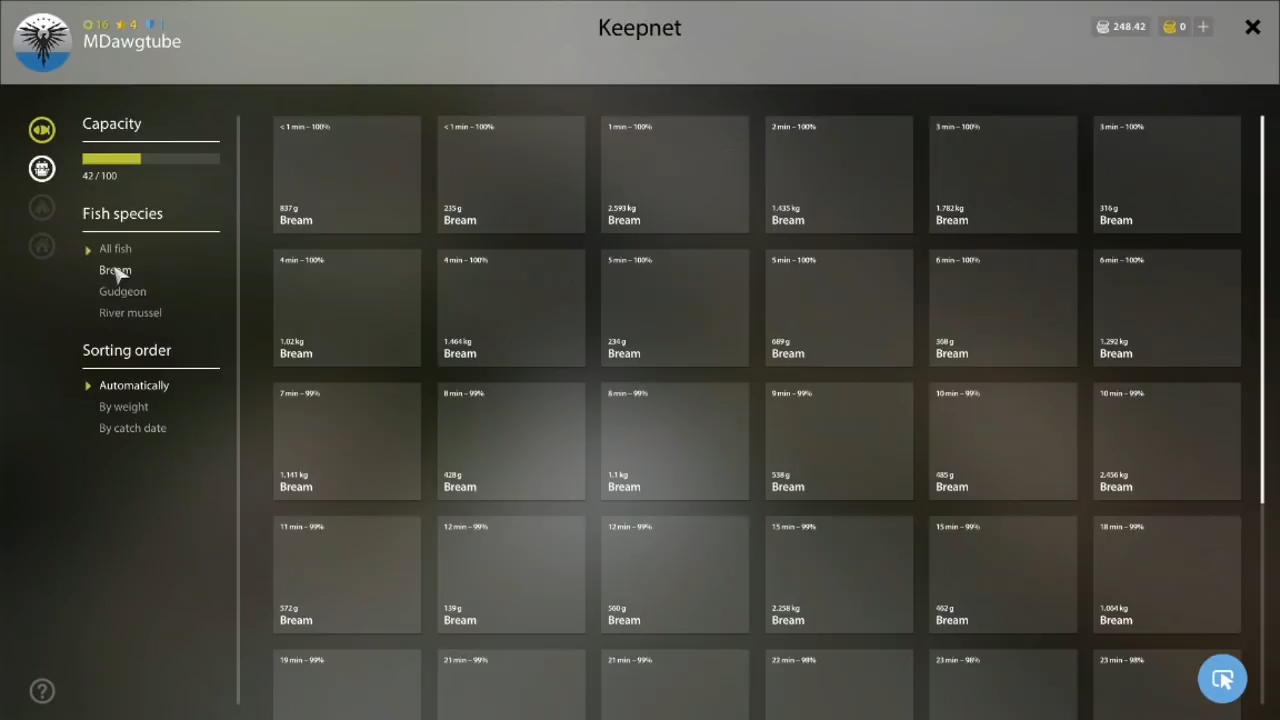 16 4 1
MDawgtube
Keepnet
248.42
0 +
Capacity
42 / 100
Fish species
All fish
Bream
Gudgeon
River mussel
Sorting order
Automatically
By weight
By catch date
< 1 min – 100%
837 g
Bream
< 1 min – 100%
235 g
Bream
1 min – 100%
2.593 kg
Bream
2 min – 100%
1.435 kg
Bream
3 min – 100%
1.782 kg
Bream
3 min – 100%
316 g
Bream
4 min – 100%
1.02 kg
Bream
4 min – 100%
1.464 kg
Bream
5 min – 100%
234 g
Bream
5 min – 100%
689 g
Bream
6 min – 100%
368 g
Bream
6 min – 100%
1.292 kg
Bream
7 min – 99%
1.141 kg
Bream
8 min – 99%
428 g
Bream
8 min – 99%
1.1 kg
Bream
9 min – 99%
538 g
Bream
10 min – 99%
485 g
Bream
10 min – 99%
2.456 kg
Bream
11 min – 99%
572 g
Bream
12 min – 99%
139 g
Bream
12 min – 99%
560 g
Bream
15 min – 99%
2.258 kg
Bream
15 min – 99%
462 g
Bream
18 min – 99%
1.064 kg
Bream
19 min – 99%
21 min – 99%
21 min – 99%
22 min – 98%
23 min – 98%
23 min – 98%
?